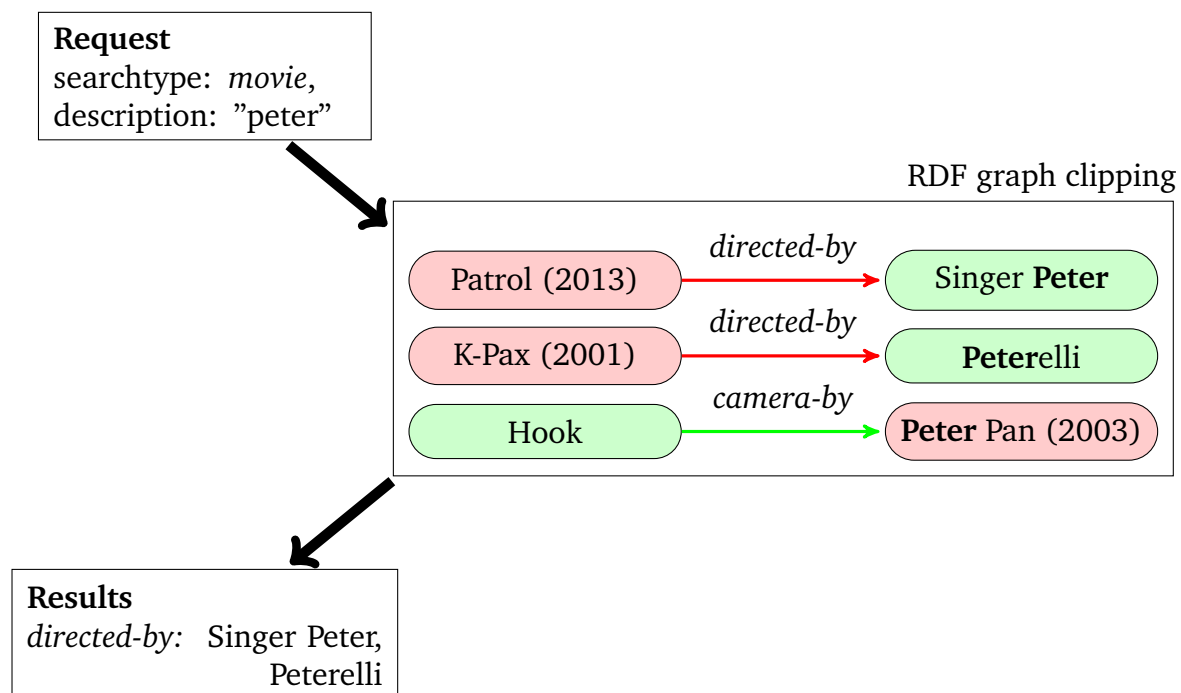 Request
searchtype: movie,
description: ”peter”
RDF graph clipping
Patrol (2013)
directed-by
Singer Peter
K-Pax (2001)
directed-by
Peterelli
Hook
camera-by
Peter Pan (2003)
Results
directed-by: Singer Peter,
Peterelli